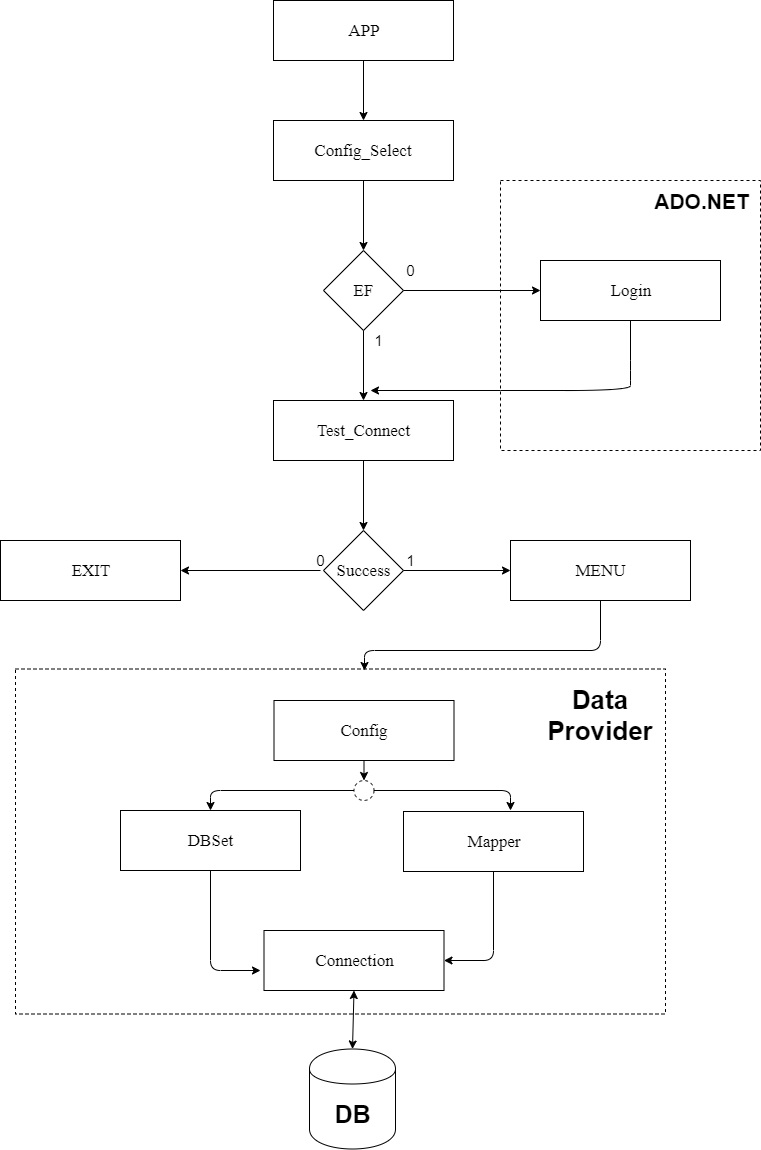 APP
Config_Select
ADO.NET
EF
0
Login
1
Test_Connect
EXIT
0
Success
1
MENU
Data
Provider
Config
DBSet
Mapper
Connection
DB